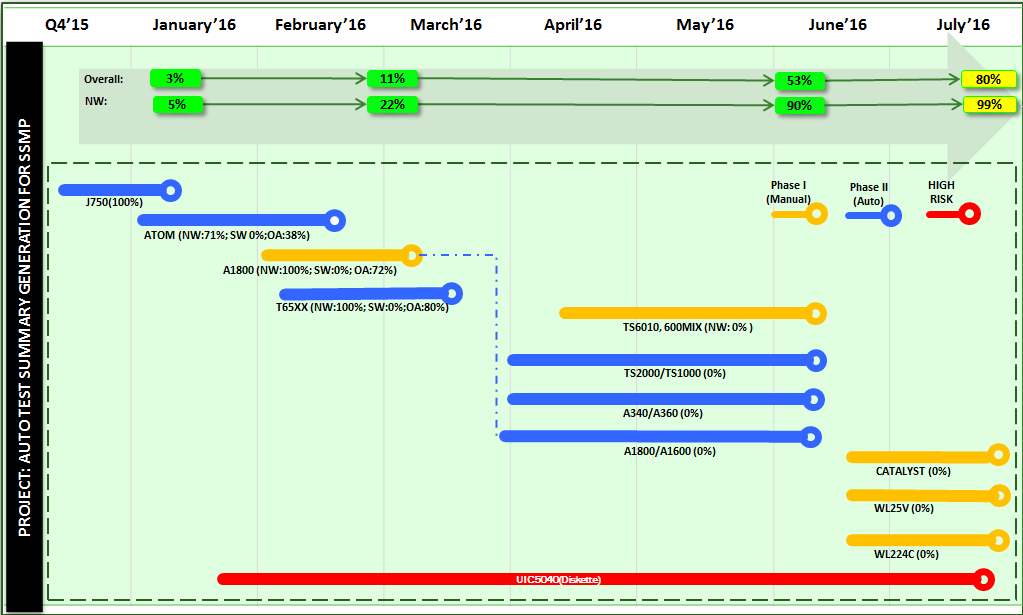 Q4’15 January’16 February’16 March’16 April’16 May’16 June’16 July’16
PROJECT: AUTO TEST SUMMARY GENERATION FOR SSMP
Overall: 3% 11% 53% 80%
NW: 5% 22% 90% 99%
Phase I
(Manual)
Phase II
(Auto)
HIGH
RISK
J750(100%)
ATOM (NW:71%; SW 0%;OA:38%)
A1800 (NW:100%; SW:0%; OA:72%)
T65XX (NW:100%; SW:0%;OA:80%)
TS6010, 600MIX (NW: 0% )
TS2000/TS1000 (0%)
A340/A360 (0%)
A1800/A1600 (0%)
CATALYST (0%)
WL25V (0%)
WL224C (0%)
UIC5040(Diskette)